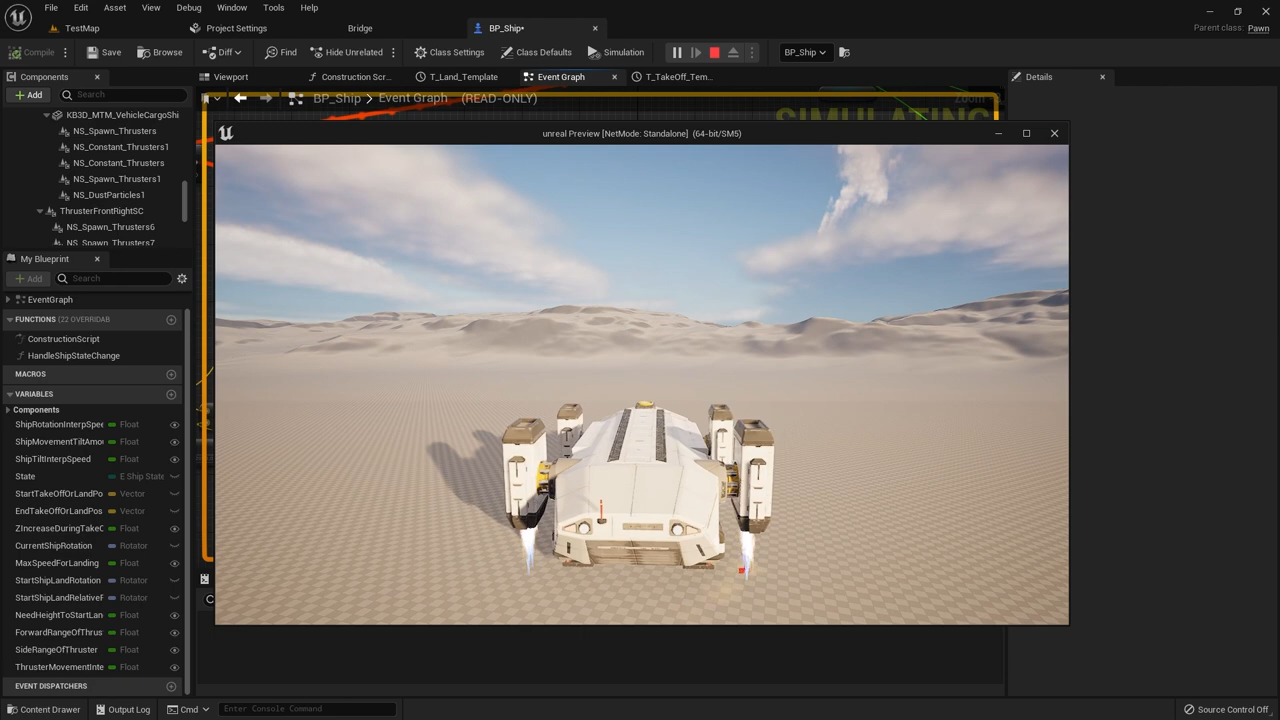 File Edit Asset View Debug Window Tools Help
TestMap Project Settings Bridge BP_Ship*
Parent class: Pawn
Compile Save Browse Diff Find Hide Unrelated Class Settings Class Defaults Simulation BP_Ship
Components Viewport Construction Scr... T_Land_Template Event Graph T_TakeOff_Tem... Details
+ Add Search
BP_Ship > Event Graph (READ-ONLY)
Zoom
SIMULATING
KB3D_MTM_VehicleCargoShi
NS_Spawn_Thrusters
NS_Constant_Thrusters1
NS_Constant_Thrusters
NS_Spawn_Thrusters1
NS_DustParticles1
ThrusterFrontRightSC
NS_Spawn_Thrusters6
NS_Spawn_Thrusters7
unreal Preview [NetMode: Standalone] (64-bit/SM5)
My Blueprint
+ Add Search
EventGraph
FUNCTIONS (22 OVERRIDAB
ConstructionScript
HandleShipStateChange
MACROS
VARIABLES
Components
ShipRotationInterpSpee Float
ShipMovementTiltAmou Float
ShipTiltInterpSpeed Float
State E Ship State
StartTakeOffOrLandPo Vector
EndTakeOffOrLandPos Vector
ZIncreaseDuringTakeO Float
CurrentShipRotation Rotator
MaxSpeedForLanding Float
StartShipLandRotation Rotator
StartShipLandRelativeR Rotator
NeedHeightToStartLan Float
ForwardRangeOfThrus Float
SideRangeOfThruster Float
ThrusterMovementInte Float
EVENT DISPATCHERS
Content Drawer Output Log Cmd Enter Console Command Source Control Off